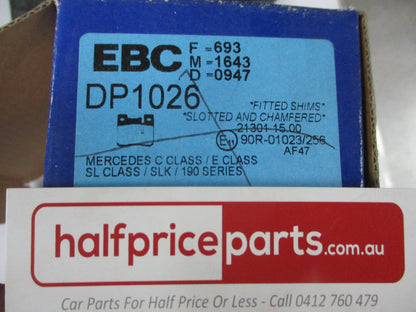 EBC
F =693
M =1643
D =0947
DP1026
*FITTED SHIMS*
*SLOTTED AND CHAMFERED*
21301 15.00
E11 90R-01023/256
AF47
MERCEDES C CLASS / E CLASS
SL CLASS / SLK / 190 SERIES
halfpriceparts.com.au
Car Parts For Half Price Or Less - Call 0412 760 479